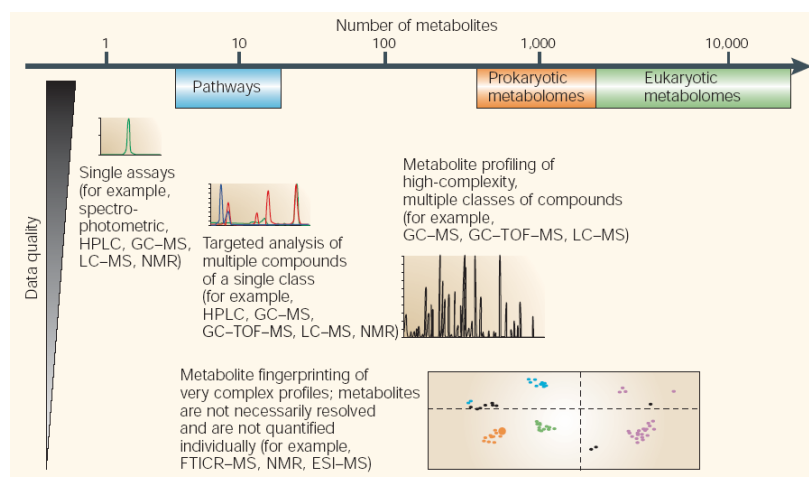 Number of metabolites
1
10
100
1,000
10,000
Pathways
Prokaryotic
metabolomes
Eukaryotic
metabolomes
Data quality
Single assays
(for example,
spectro-
photometric,
HPLC, GC–MS,
LC–MS, NMR)
Targeted analysis of
multiple compounds
of a single class
(for example,
HPLC, GC–MS,
GC–TOF–MS, LC–MS, NMR)
Metabolite profiling of
high-complexity,
multiple classes of compounds
(for example,
GC–MS, GC–TOF–MS, LC–MS)
Metabolite fingerprinting of
very complex profiles; metabolites
are not necessarily resolved
and are not quantified
individually (for example,
FTICR–MS, NMR, ESI–MS)